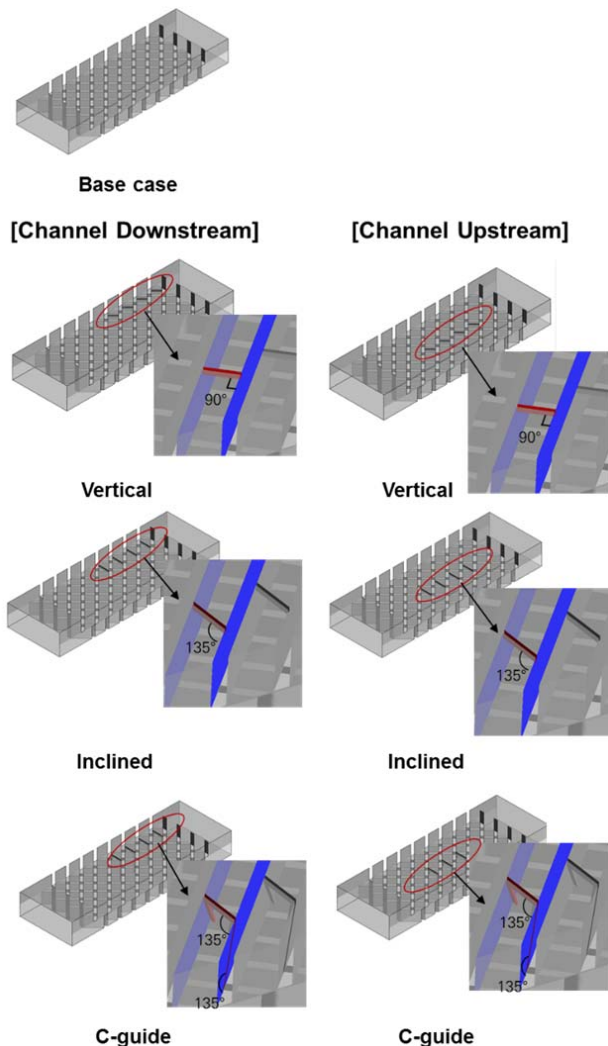 Base case
[Channel Downstream]
[Channel Upstream]
90°
90°
Vertical
Vertical
135°
135°
Inclined
Inclined
135°
135°
135°
135°
C-guide
C-guide